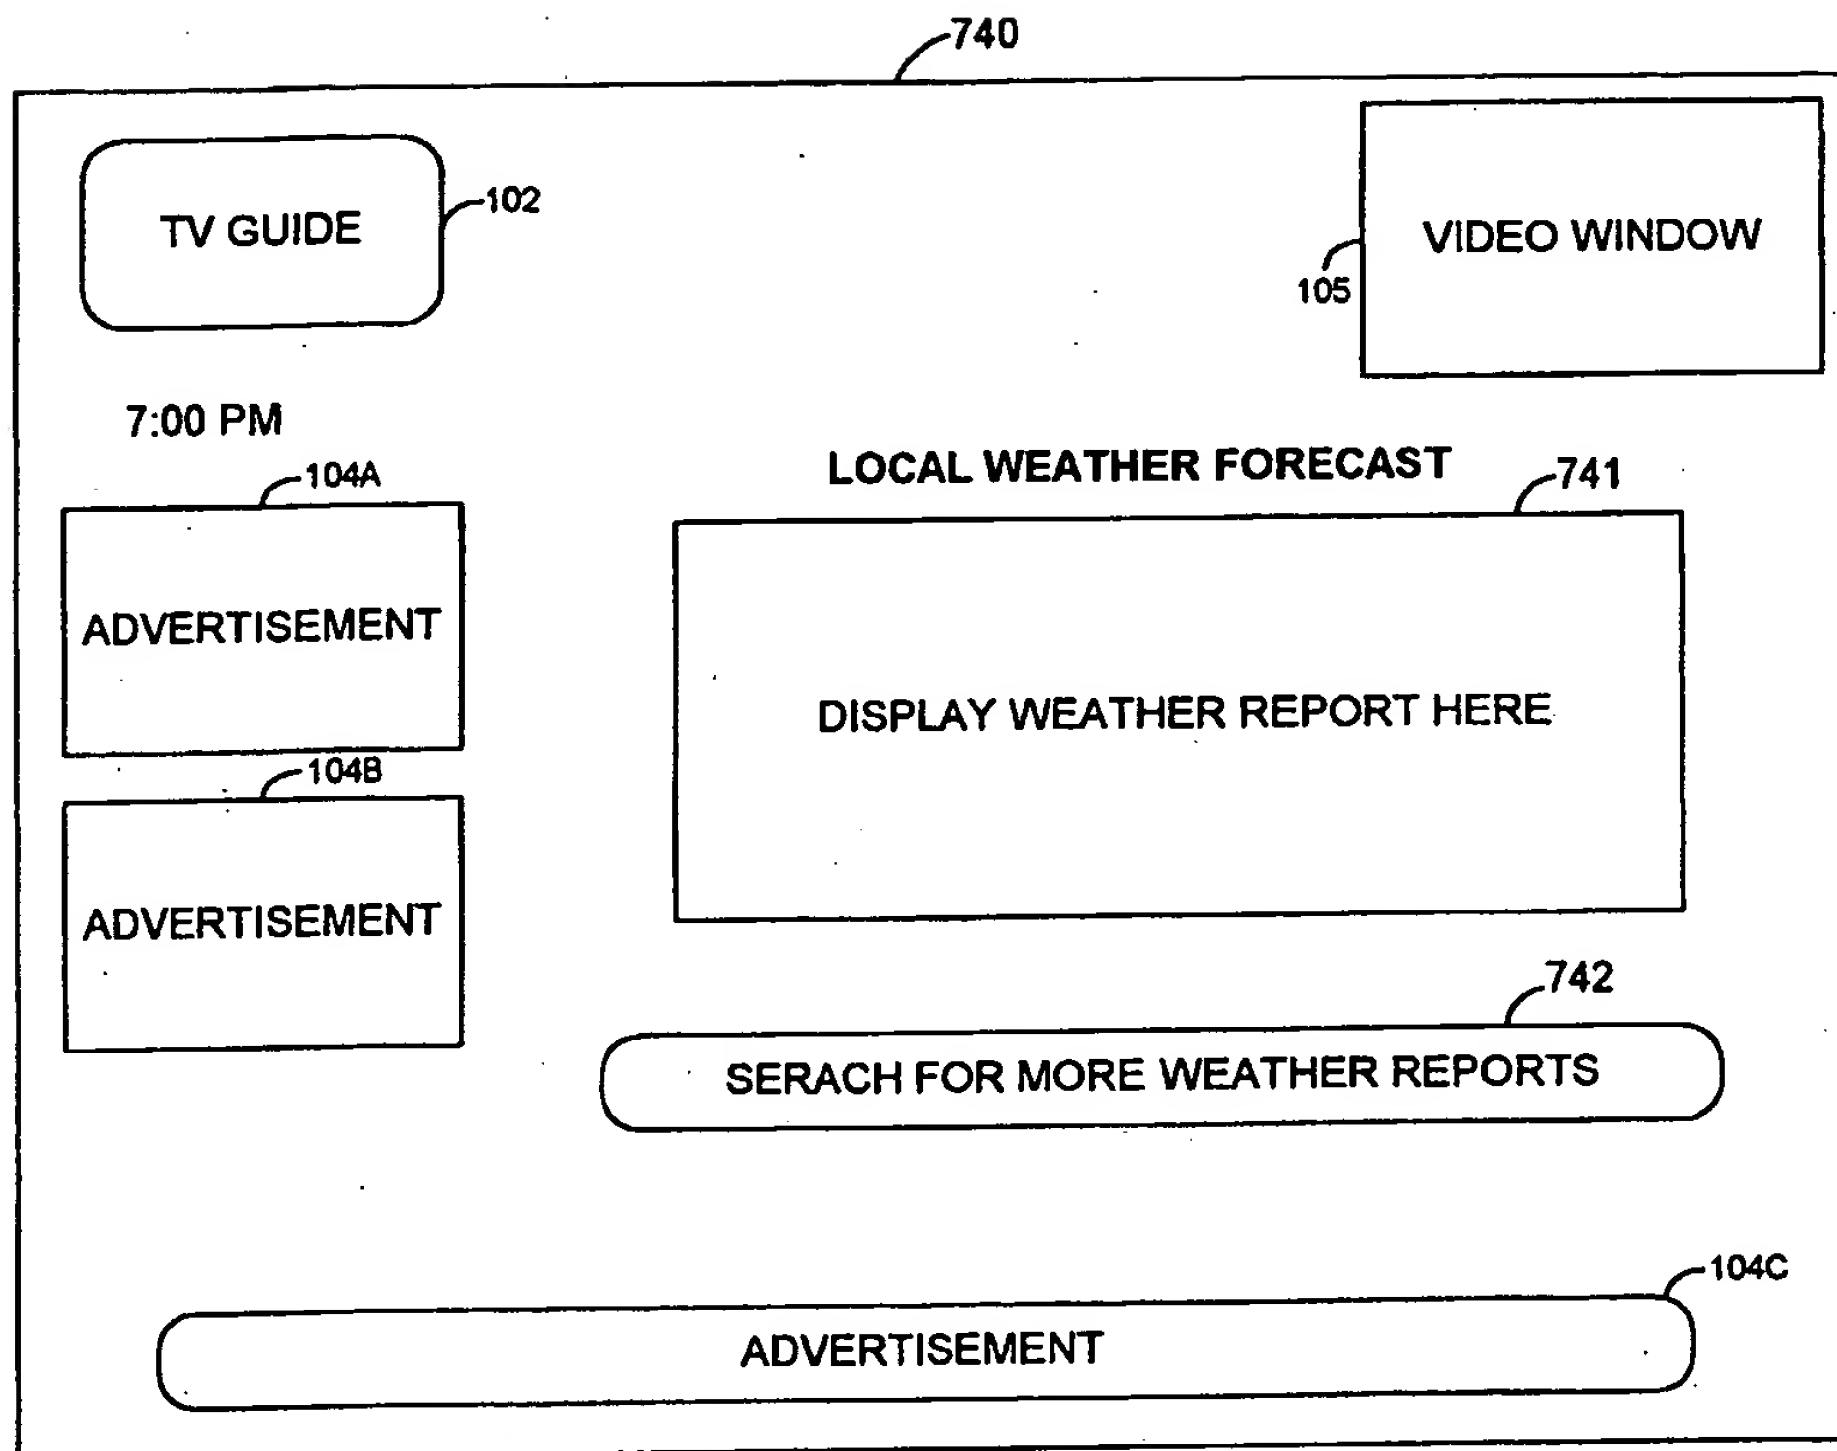 740
TV GUIDE
102
VIDEO WINDOW
105
7:00 PM
LOCAL WEATHER FORECAST
104A
741
ADVERTISEMENT
DISPLAY WEATHER REPORT HERE
104B
ADVERTISEMENT
742
SERACH FOR MORE WEATHER REPORTS
104C
ADVERTISEMENT